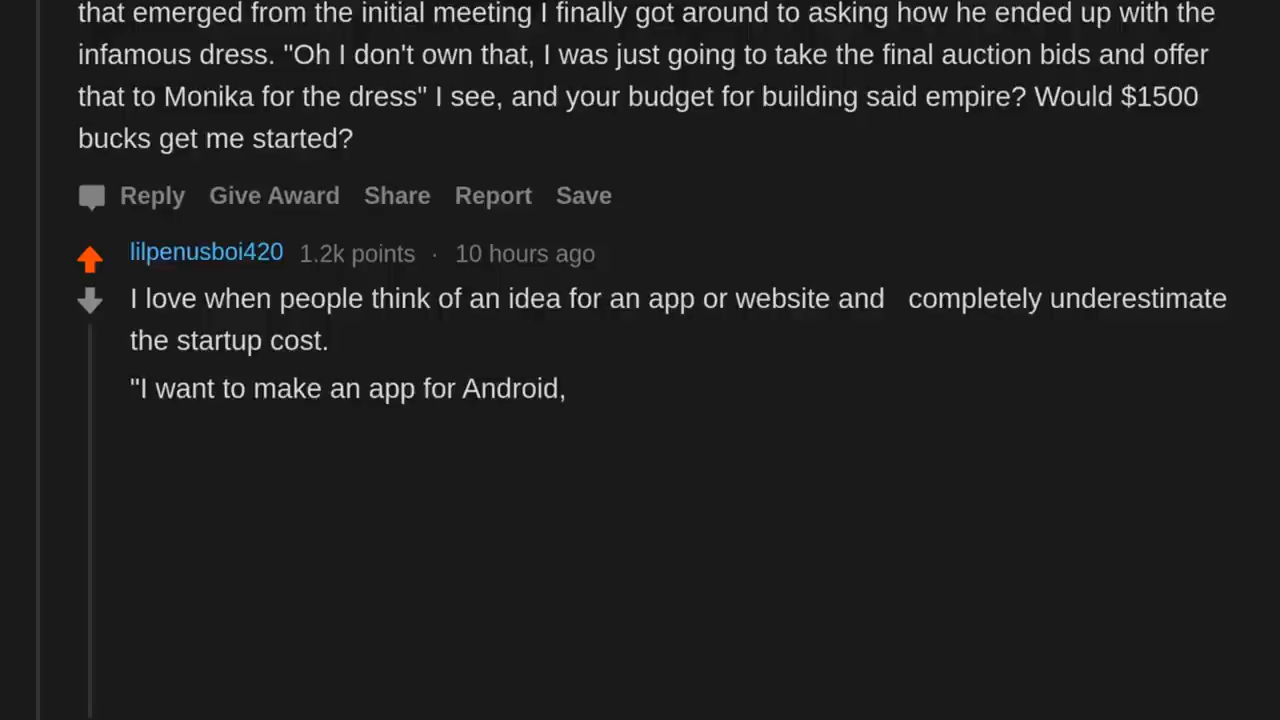 that emerged from the initial meeting I finally got around to asking how he ended up with the
infamous dress. "Oh I don't own that, I was just going to take the final auction bids and offer
that to Monika for the dress" I see, and your budget for building said empire? Would $1500
bucks get me started?
Reply Give Award Share Report Save
lilpenusboi420 1.2k points · 10 hours ago
I love when people think of an idea for an app or website and completely underestimate
the startup cost.
"I want to make an app for Android,